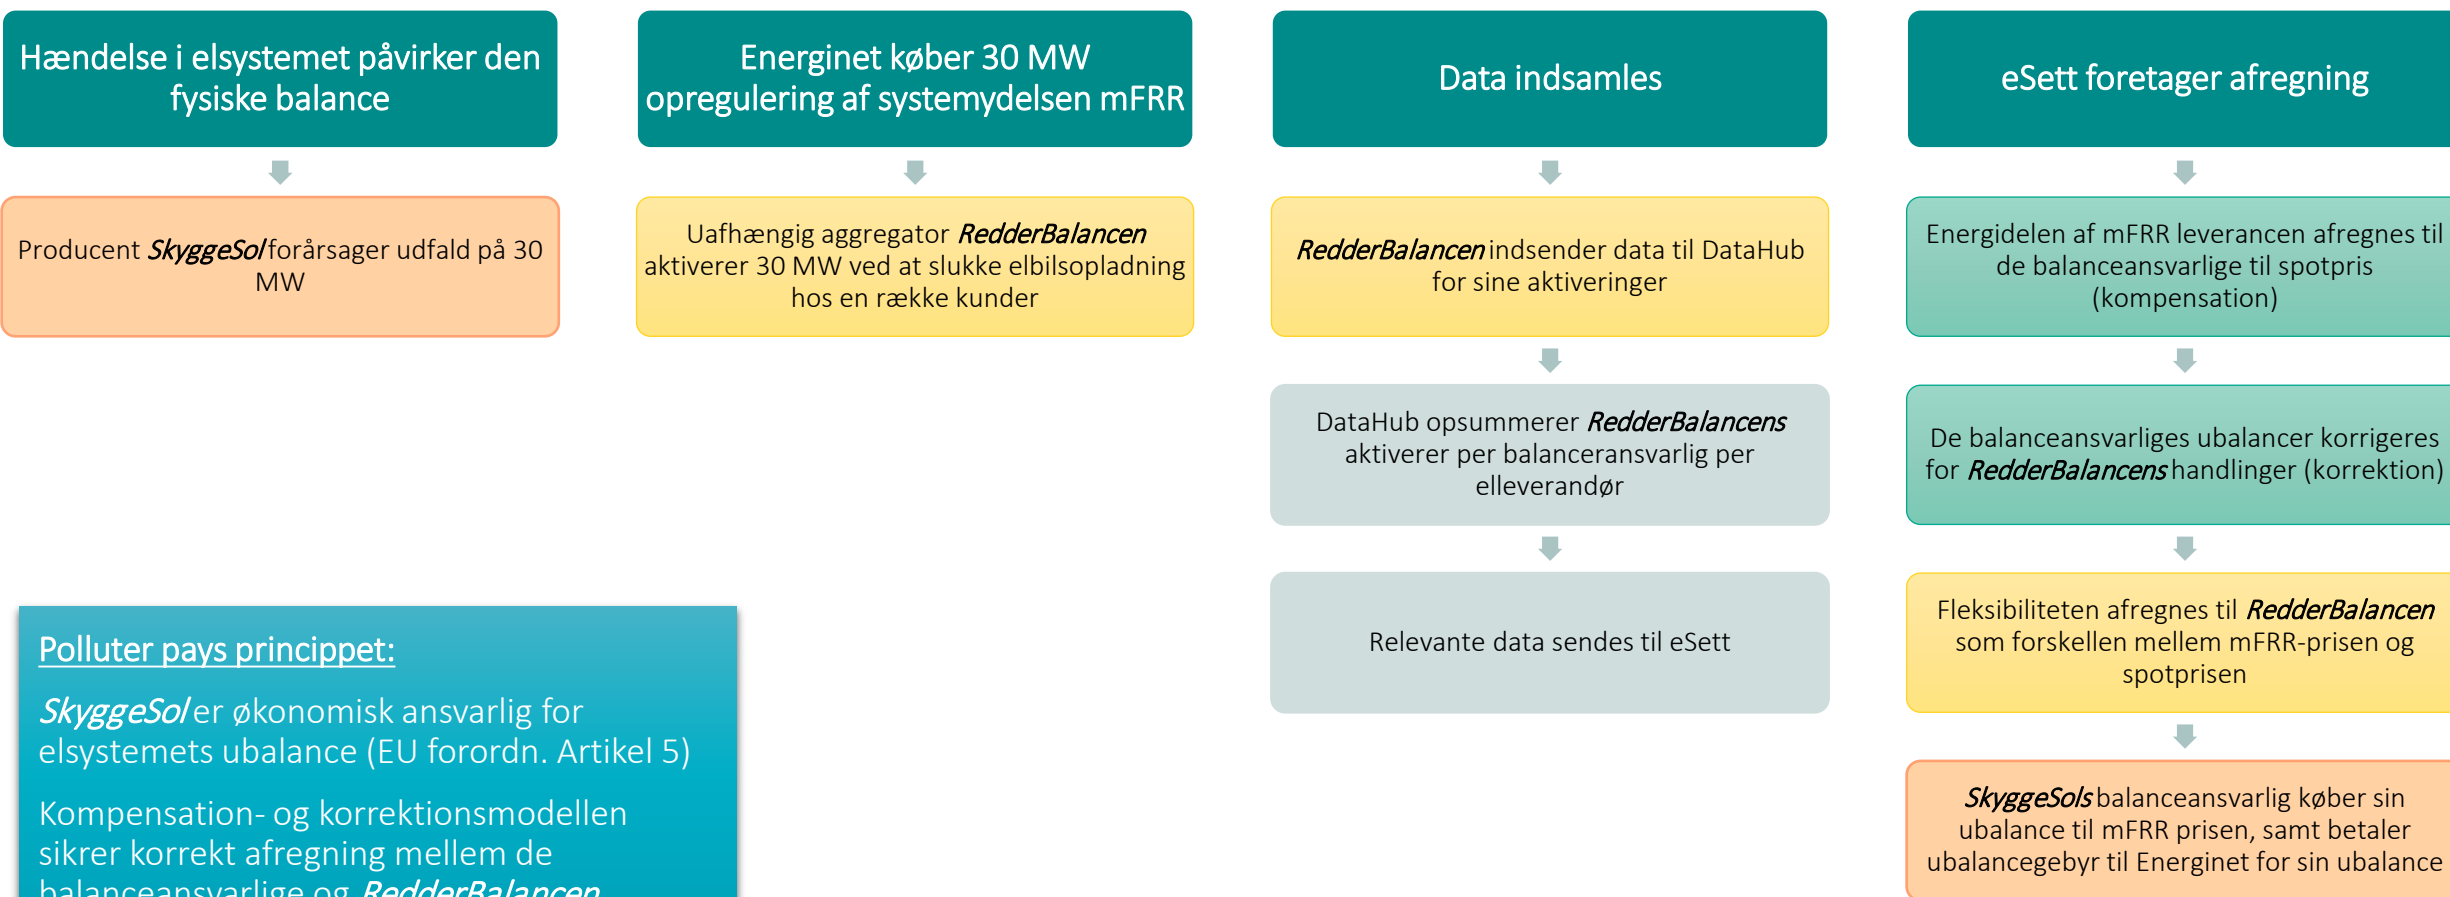 Hændelse i elsystemet påvirker den
fysiske balance
Producent SkyggeSol forårsager udfald på 30
MW
Energinet køber 30 MW
opregulering af systemydelsen mFRR
Uafhængig aggregator RedderBalancen
aktiverer 30 MW ved at slukke elbilsopladning
hos en række kunder
Data indsamles
RedderBalancen indsender data til DataHub
for sine aktiveringer
DataHub opsummerer RedderBalancens
aktiverer per balanceransvarlig per
elleverandør
Relevante data sendes til eSett
eSett foretager afregning
Energidelen af mFRR leverancen afregnes til
de balanceansvarlige til spotpris
(kompensation)
De balanceansvarliges ubalancer korrigeres
for RedderBalancens handlinger (korrektion)
Fleksibiliteten afregnes til RedderBalancen
som forskellen mellem mFRR-prisen og
spotprisen
SkyggeSols balanceansvarlig køber sin
ubalance til mFRR prisen, samt betaler
ubalancegebyr til Energinet for sin ubalance
Polluter pays princippet:
SkyggeSol er økonomisk ansvarlig for
elsystemets ubalance (EU forordn. Artikel 5)
Kompensation- og korrektionsmodellen
sikrer korrekt afregning mellem de
balanceansvarlige og RedderBalancen